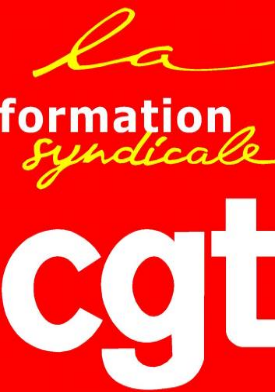 la
formation
syndicale
cgt